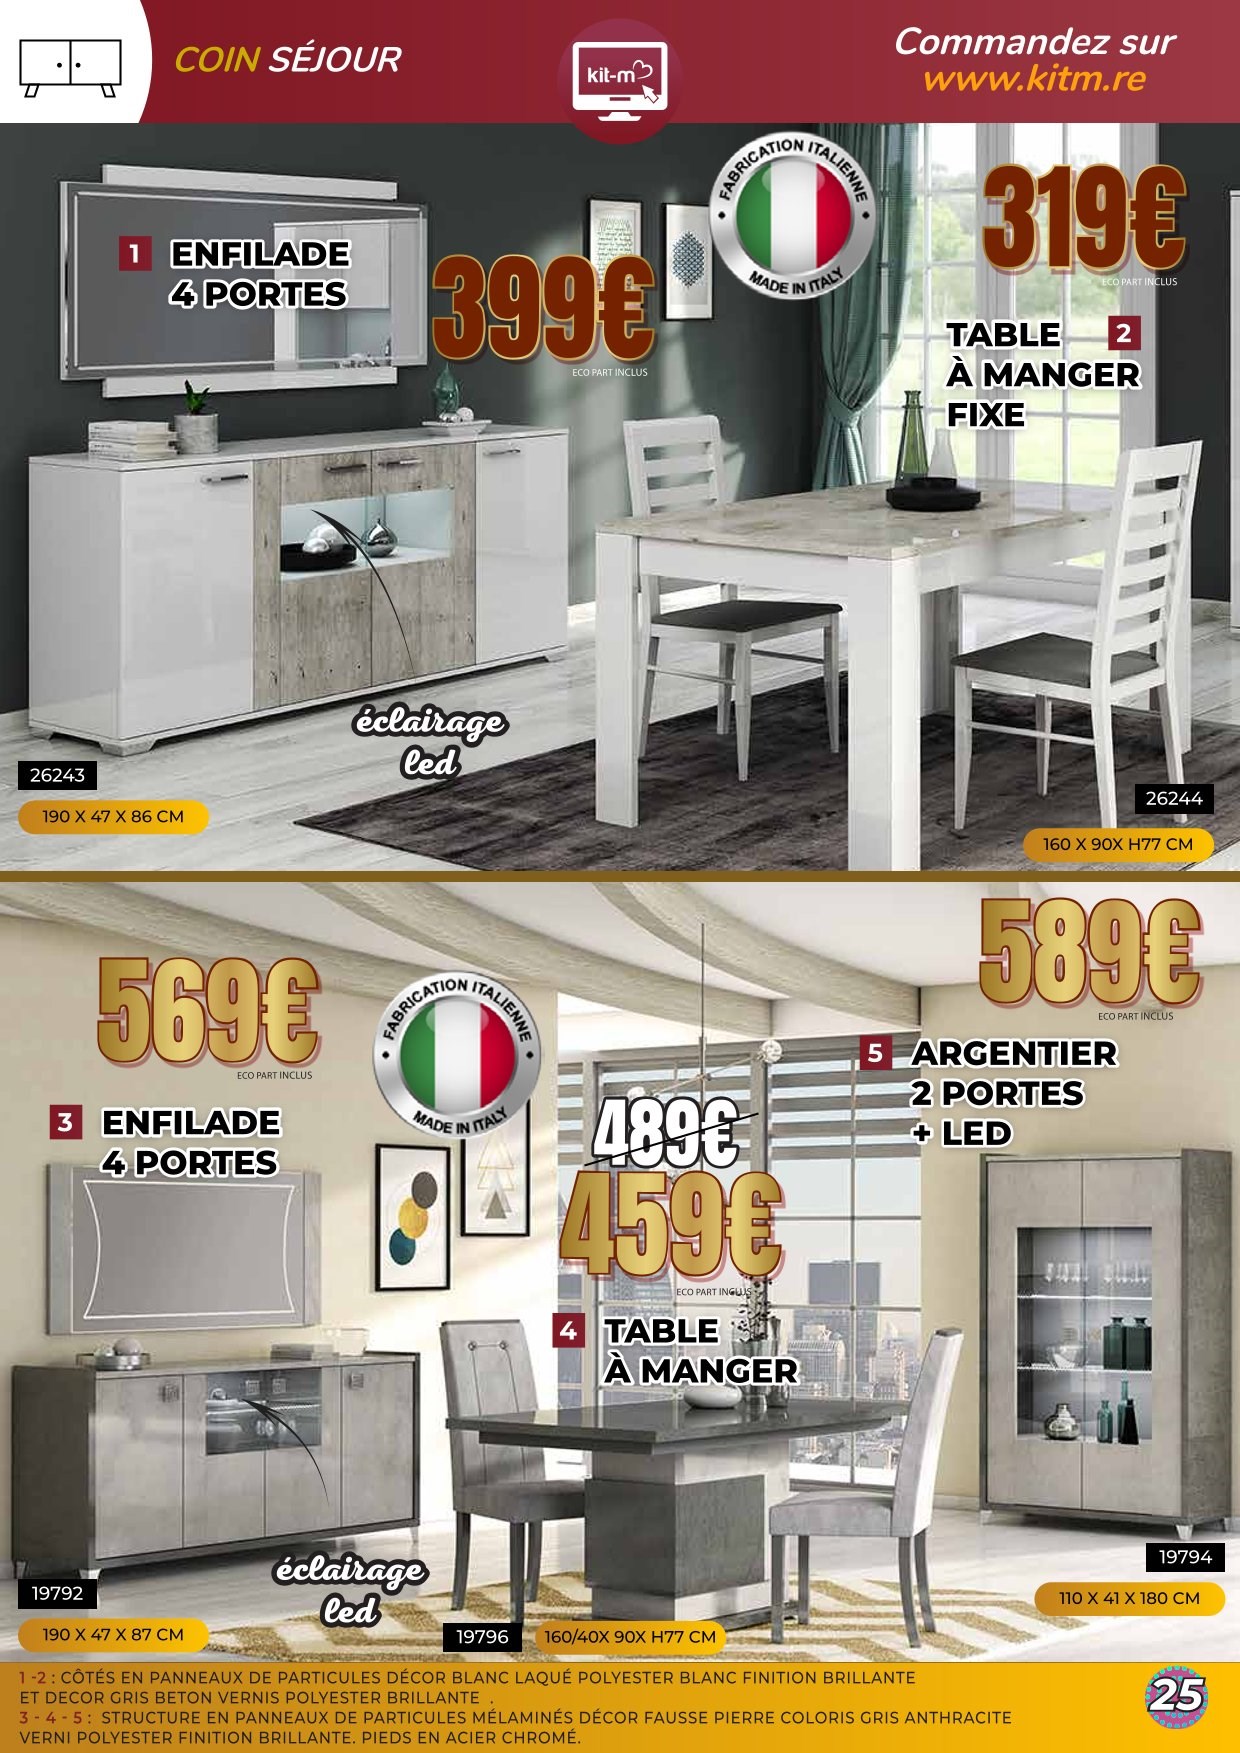 COIN SÉJOUR
kit-m
Commandez sur
www.kitm.re
FABRICATION ITALIENNE
MADE IN ITALY
1 ENFILADE
4 PORTES
399€
ECO PART INCLUS
319€
ECO PART INCLUS
TABLE 2
À MANGER
FIXE
éclairage
led
26243
190 X 47 X 86 CM
26244
160 X 90X H77 CM
569€
ECO PART INCLUS
3 ENFILADE
4 PORTES
FABRICATION ITALIENNE
MADE IN ITALY
489€
459€
ECO PART INCLUS
4 TABLE
À MANGER
589€
ECO PART INCLUS
5 ARGENTIER
2 PORTES
+ LED
éclairage
led
19792
190 X 47 X 87 CM
19796
160/40X 90X H77 CM
19794
110 X 41 X 180 CM
1 -2 : CÔTÉS EN PANNEAUX DE PARTICULES DÉCOR BLANC LAQUÉ POLYESTER BLANC FINITION BRILLANTE
ET DECOR GRIS BETON VERNIS POLYESTER BRILLANTE .
3 - 4 - 5 : STRUCTURE EN PANNEAUX DE PARTICULES MÉLAMINÉS DÉCOR FAUSSE PIERRE COLORIS GRIS ANTHRACITE
VERNI POLYESTER FINITION BRILLANTE. PIEDS EN ACIER CHROMÉ.
25